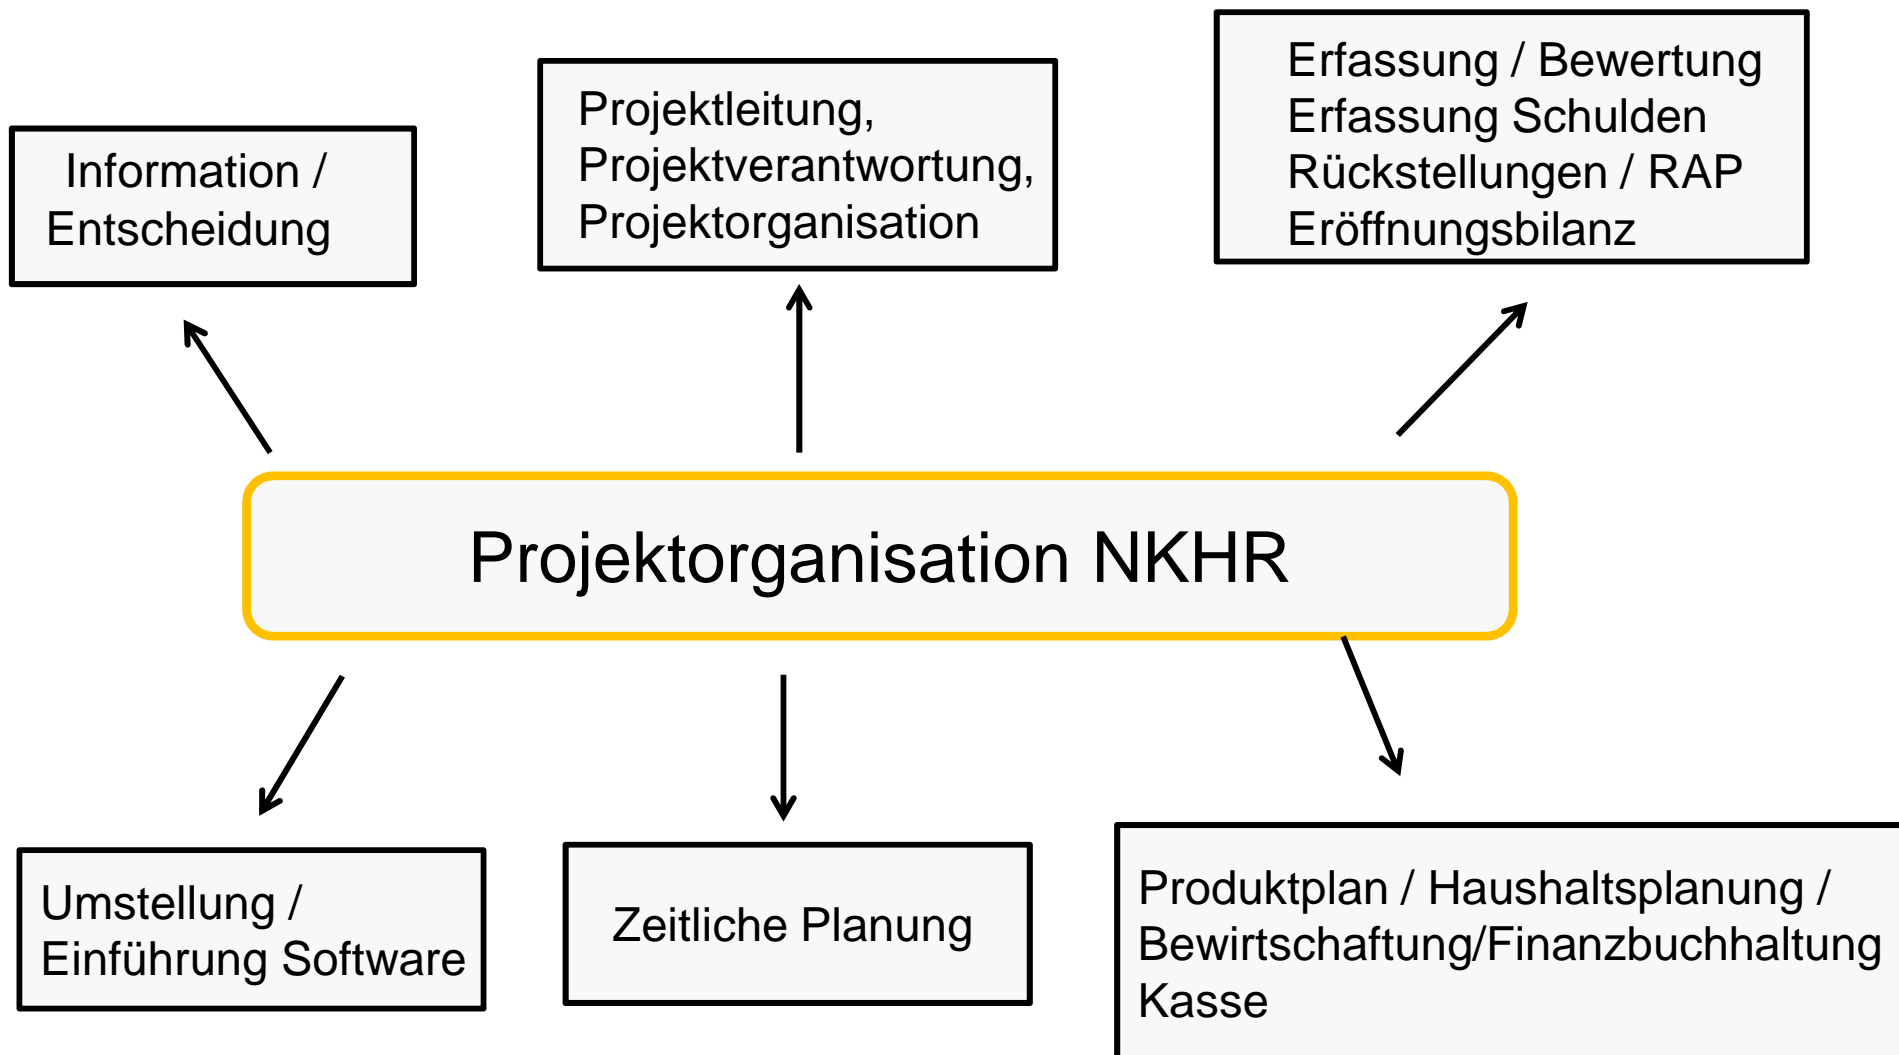 Information /
Entscheidung
Projektleitung,
Projektverantwortung,
Projektorganisation
Erfassung / Bewertung
Erfassung Schulden
Rückstellungen / RAP
Eröffnungsbilanz
Projektorganisation NKHR
Umstellung /
Einführung Software
Zeitliche Planung
Produktplan / Haushaltsplanung /
Bewirtschaftung/Finanzbuchhaltung
Kasse